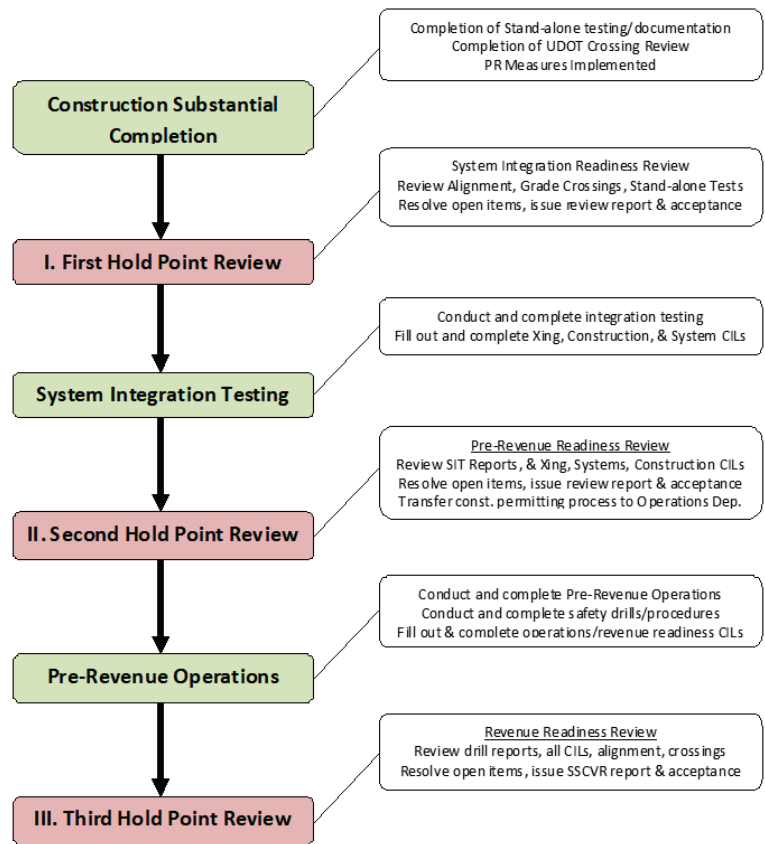 Completion of Stand-alone testing/documentation
Completion of UDOT Crossing Review
PR Measures Implemented
Construction Substantial
Completion
System Integration Readiness Review
Review Alignment, Grade Crossings, Stand-alone Tests
Resolve open items, issue review report & acceptance
I. First Hold Point Review
Conduct and complete integration testing
Fill out and complete Xing, Construction, & System CILs
System Integration Testing
Pre-Revenue Readiness Review
Review SIT Reports, & Xing, Systems, Construction CILs
Resolve open items, issue review report & acceptance
Transfer const. permitting process to Operations Dep.
II. Second Hold Point Review
Conduct and complete Pre-Revenue Operations
Conduct and complete safety drills/procedures
Fill out & complete operations/revenue readiness CILs
Pre-Revenue Operations
Revenue Readiness Review
Review drill reports, all CILs, alignment, crossings
Resolve open items, issue SSCVR report & acceptance
III. Third Hold Point Review